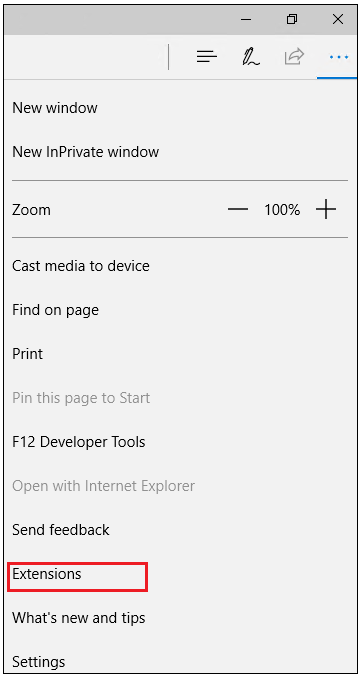 New window
New InPrivate window
Zoom 100%
Cast media to device
Find on page
Print
Pin this page to Start
F12 Developer Tools
Open with Internet Explorer
Send feedback
Extensions
What's new and tips
Settings